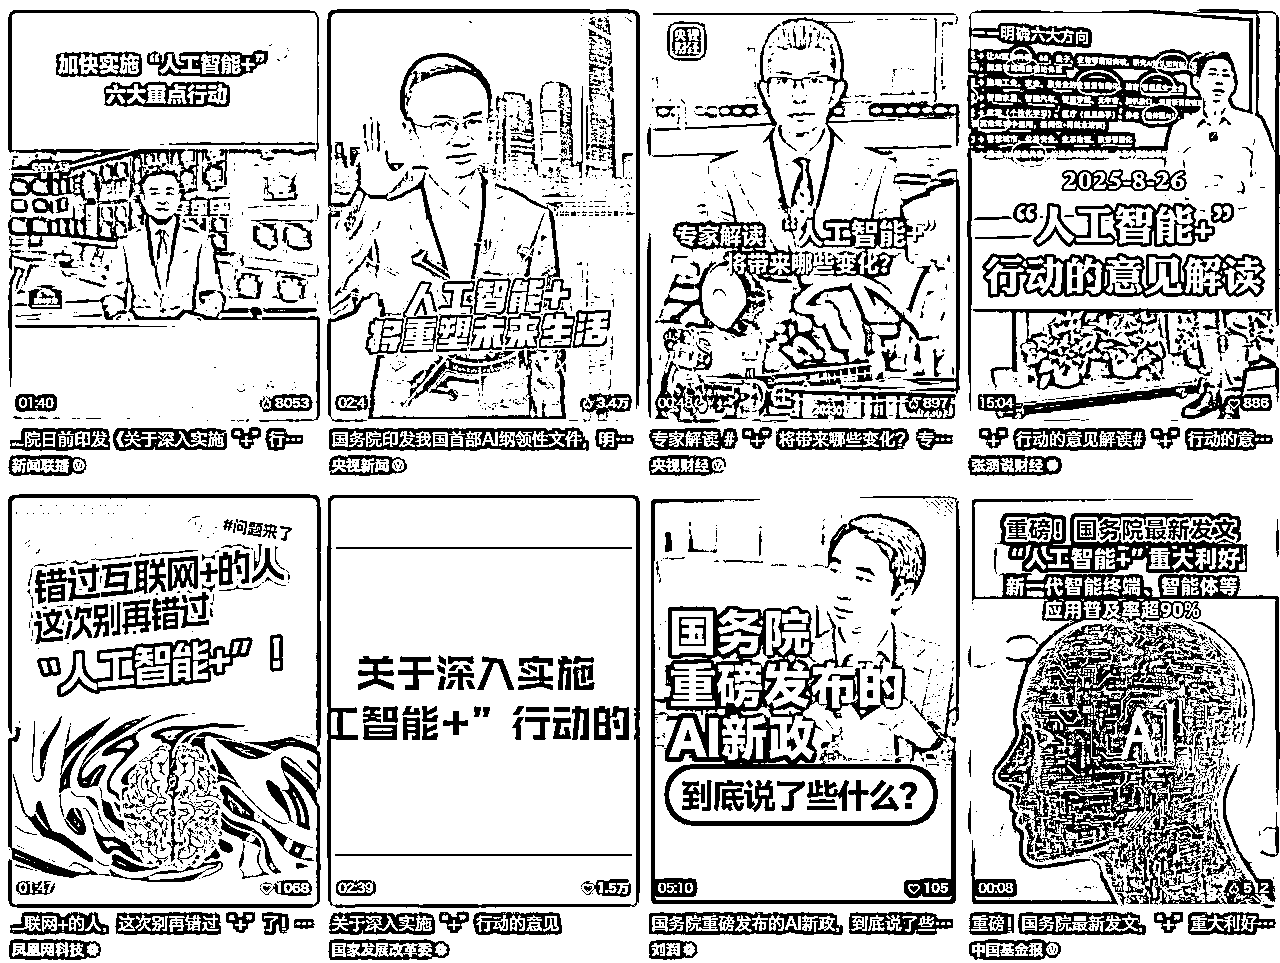 加快实施“人工智能+”
六大重点行动
01:40
8053
...院日前印发《关于深入实施“+”行...
新闻联播
人工智能+
将重塑未来生活
02:4
3.4万
国务院印发我国首部AI纲领性文件，明...
央视新闻
央视
财经
专家解读 “人工智能+”
将带来哪些变化？
00:48
897
专家解读 # “+” 将带来哪些变化？ 专...
央视财经
一明确六大方向
2025-8-26
“人工智能+”
行动的意见解读
15:04
886
“+” 行动的意见解读# “+” 行动的意...
#问题来了
错过互联网+的人
这次别再错过
“人工智能+”！
01:47
1068
...联网+的人，这次别再错过 “+” 了！...
凤凰网科技
关于深入实施
工智能+”行动的
02:39
1.5万
关于深入实施 “+” 行动的意见
国家发展改革委
国务院
重磅发布的
AI新政
到底说了些什么？
05:10
105
国务院重磅发布的AI新政，到底说了些...
刘润
重磅！国务院最新发文
“人工智能+”重大利好
新一代智能终端、智能体等
应用普及率超90%
AI
00:08
512
重磅！国务院最新发文，“+” 重大利好...
中国基金报